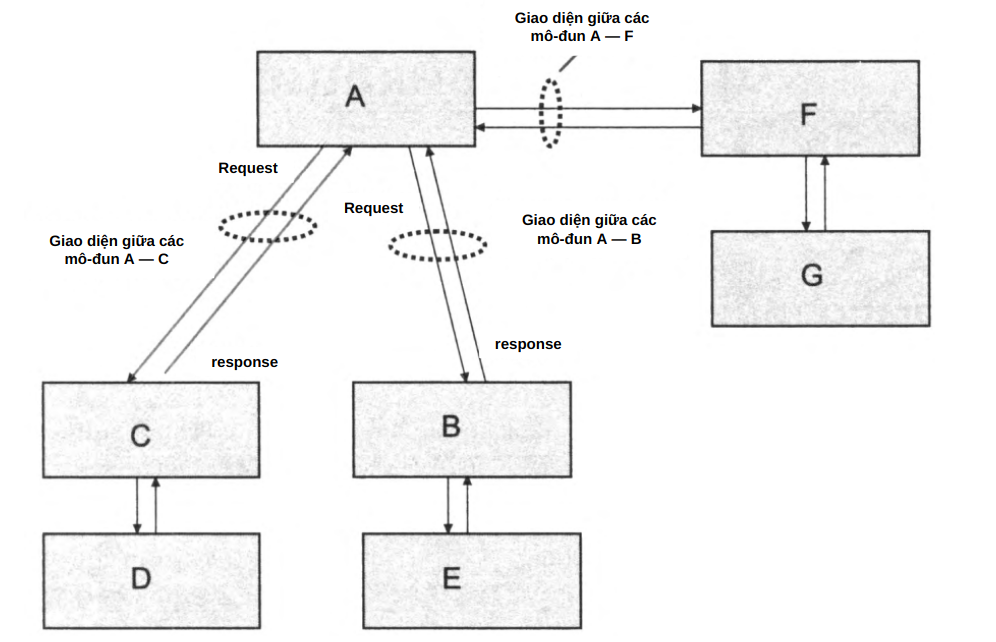 Giao diện giữa các
mô-đun A — F
A
F
Request
Request
Giao diện giữa các
mô-đun A — B
Giao diện giữa các
mô-đun A — C
G
response
response
C
B
D
E